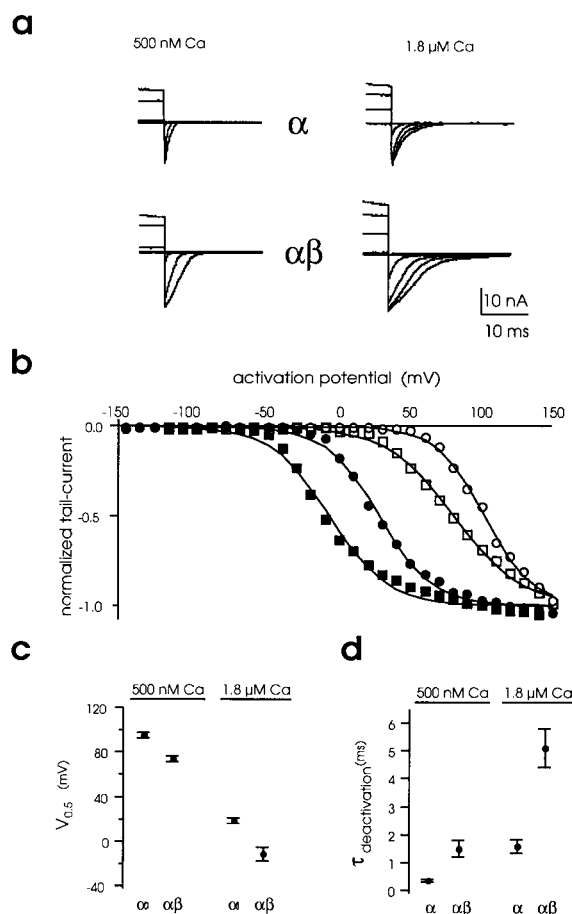 a
500 nM Ca
1.8 µM Ca
α
αβ
10 nA
10 ms
b
activation potential (mV)
-150 -100 -50 0 50 100 150
normalized tail-current
0.0
-0.5
-1.0
c
500 nM Ca 1.8 µM Ca
V0.5 (mV)
120
80
40
0
-40
α αβ α αβ
d
500 nM Ca 1.8 µM Ca
τ deactivation (ms)
6
5
4
3
2
1
0
α αβ α αβ